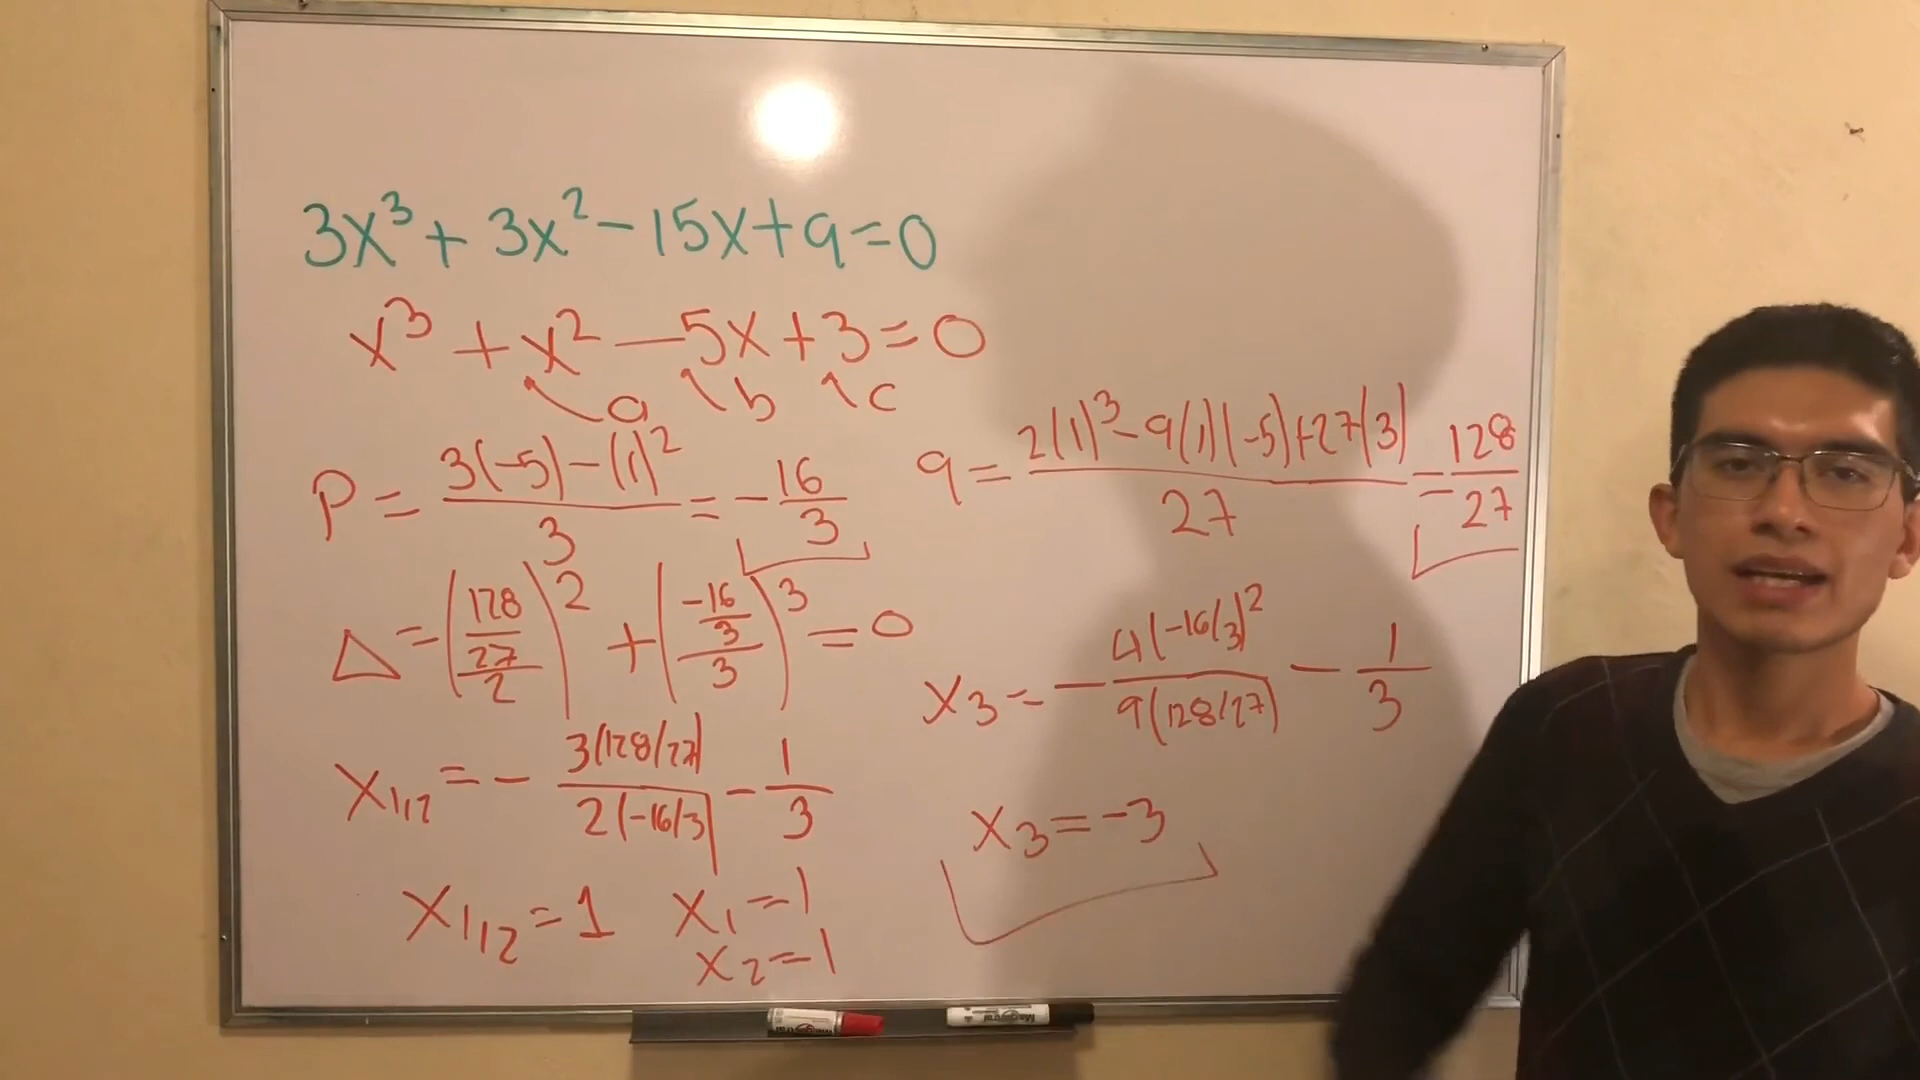 3x³ + 3x² - 15x + 9 = 0
x³ + x² - 5x + 3 = 0
a b c
P = (3(-5) - (1)²)/3 = -16/3
q = (2(1)³ - 9(1)(-5) + 27(3))/27 = 128/27
Δ = ((128/27)/2)² + ((-16/3)/3)³ = 0
x₃ = - (4(-16/3)²)/(9(128/27)) - 1/3
x₁,₂ = - (3(128/27))/(2(-16/3)) - 1/3
x₃ = -3
x₁,₂ = 1 x₁ = 1
x₂ = 1